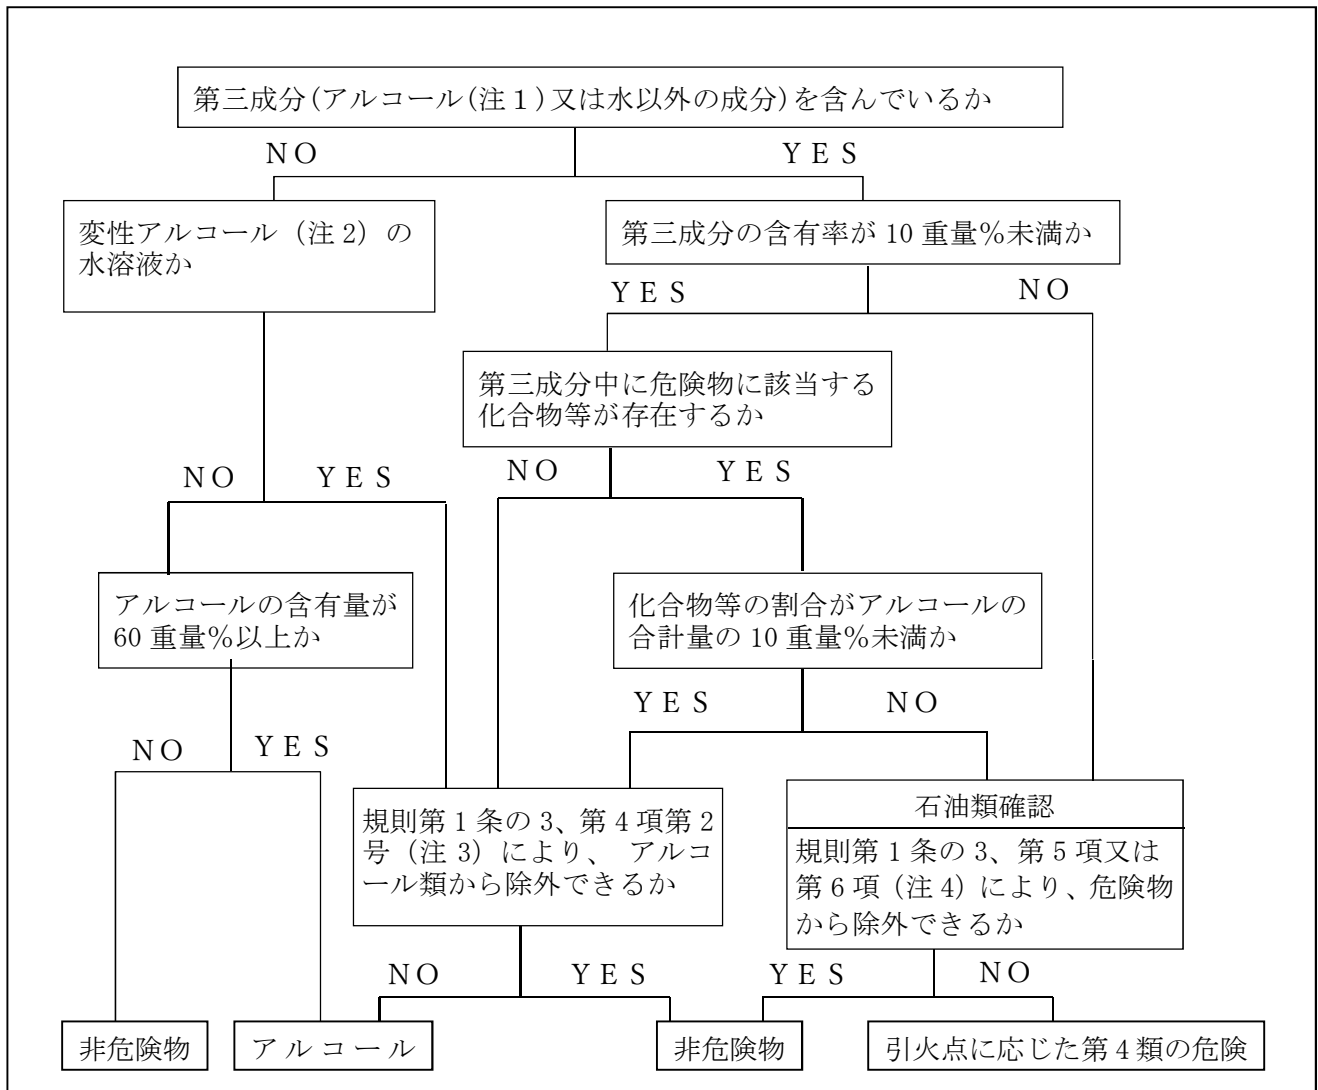 第三成分(アルコール(注1)又は水以外の成分)を含んでいるか
NO
YES
変性アルコール(注2)の
水溶液か
第三成分の含有率が10重量%未満か
YES
NO
第三成分中に危険物に該当する
化合物等が存在するか
NO
YES
NO
YES
アルコールの含有量が
60重量%以上か
化合物等の割合がアルコールの
合計量の10重量%未満か
YES
NO
NO
YES
規則第1条の3、第4項第2
号(注3)により、 アルコ
ール類から除外できるか
石油類確認
規則第1条の3、第5項又は
第6項(注4)により、危険物
から除外できるか
NO
YES
YES
NO
非危険物
アルコール
非危険物
引火点に応じた第4類の危険